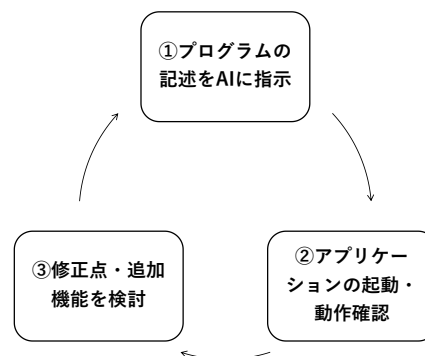 ①プログラムの
記述をAIに指示
②アプリケー
ションの起動・
動作確認
③修正点・追加
機能を検討